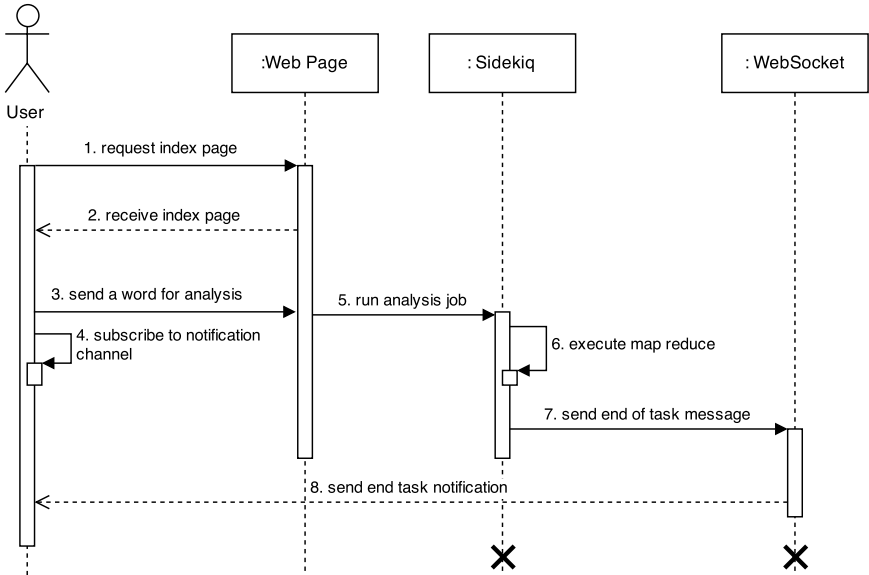 :Web Page
: Sidekiq
: WebSocket
User
1. request index page
2. receive index page
3. send a word for analysis
5. run analysis job
4. subscribe to notification
channel
6. execute map reduce
7. send end of task message
8. send end task notification